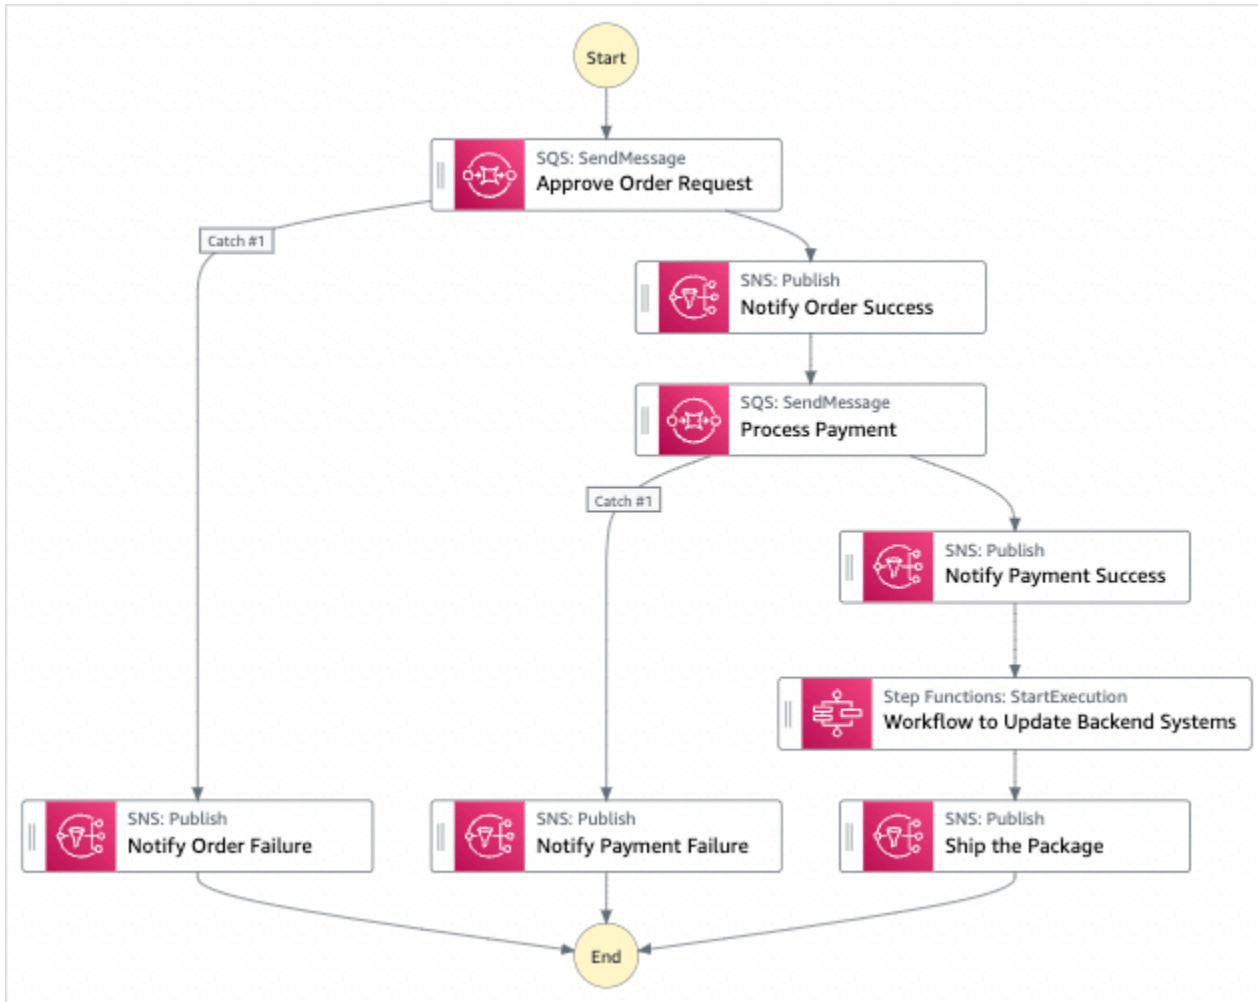 Start
SQS: SendMessage
Approve Order Request
Catch #1
SNS: Publish
Notify Order Success
SQS: SendMessage
Process Payment
Catch #1
SNS: Publish
Notify Payment Success
Step Functions: StartExecution
Workflow to Update Backend Systems
SNS: Publish
Notify Order Failure
SNS: Publish
Notify Payment Failure
SNS: Publish
Ship the Package
End